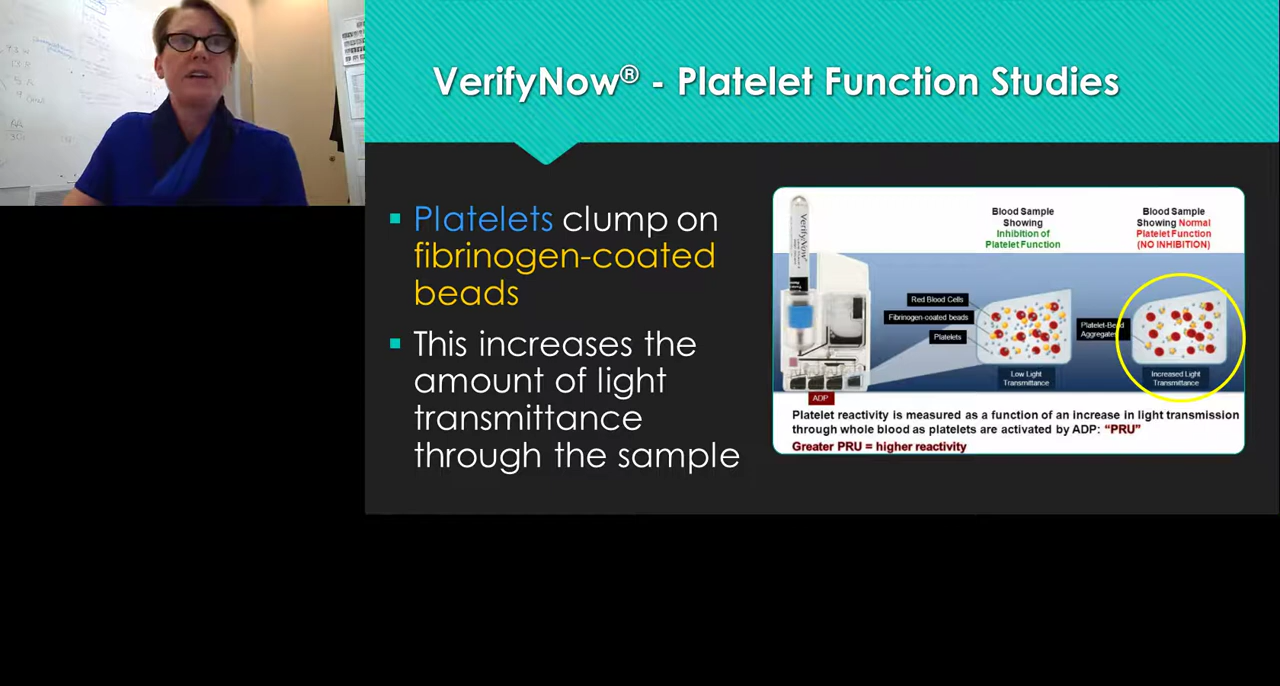 VerifyNow® - Platelet Function Studies
▪ Platelets clump on
fibrinogen-coated
beads
▪ This increases the
amount of light
transmittance
through the sample
VerifyNow
Blood Sample
Showing
Inhibition of
Platelet Function
Blood Sample
Showing Normal
Platelet Function
(NO INHIBITION)
Red Blood Cells
Fibrinogen-coated beads
Platelets
Platelet-Bead
Aggregates
Low Light
Transmittance
Increased Light
Transmittance
ADP
Platelet reactivity is measured as a function of an increase in light transmission
through whole blood as platelets are activated by ADP: “PRU”
Greater PRU = higher reactivity